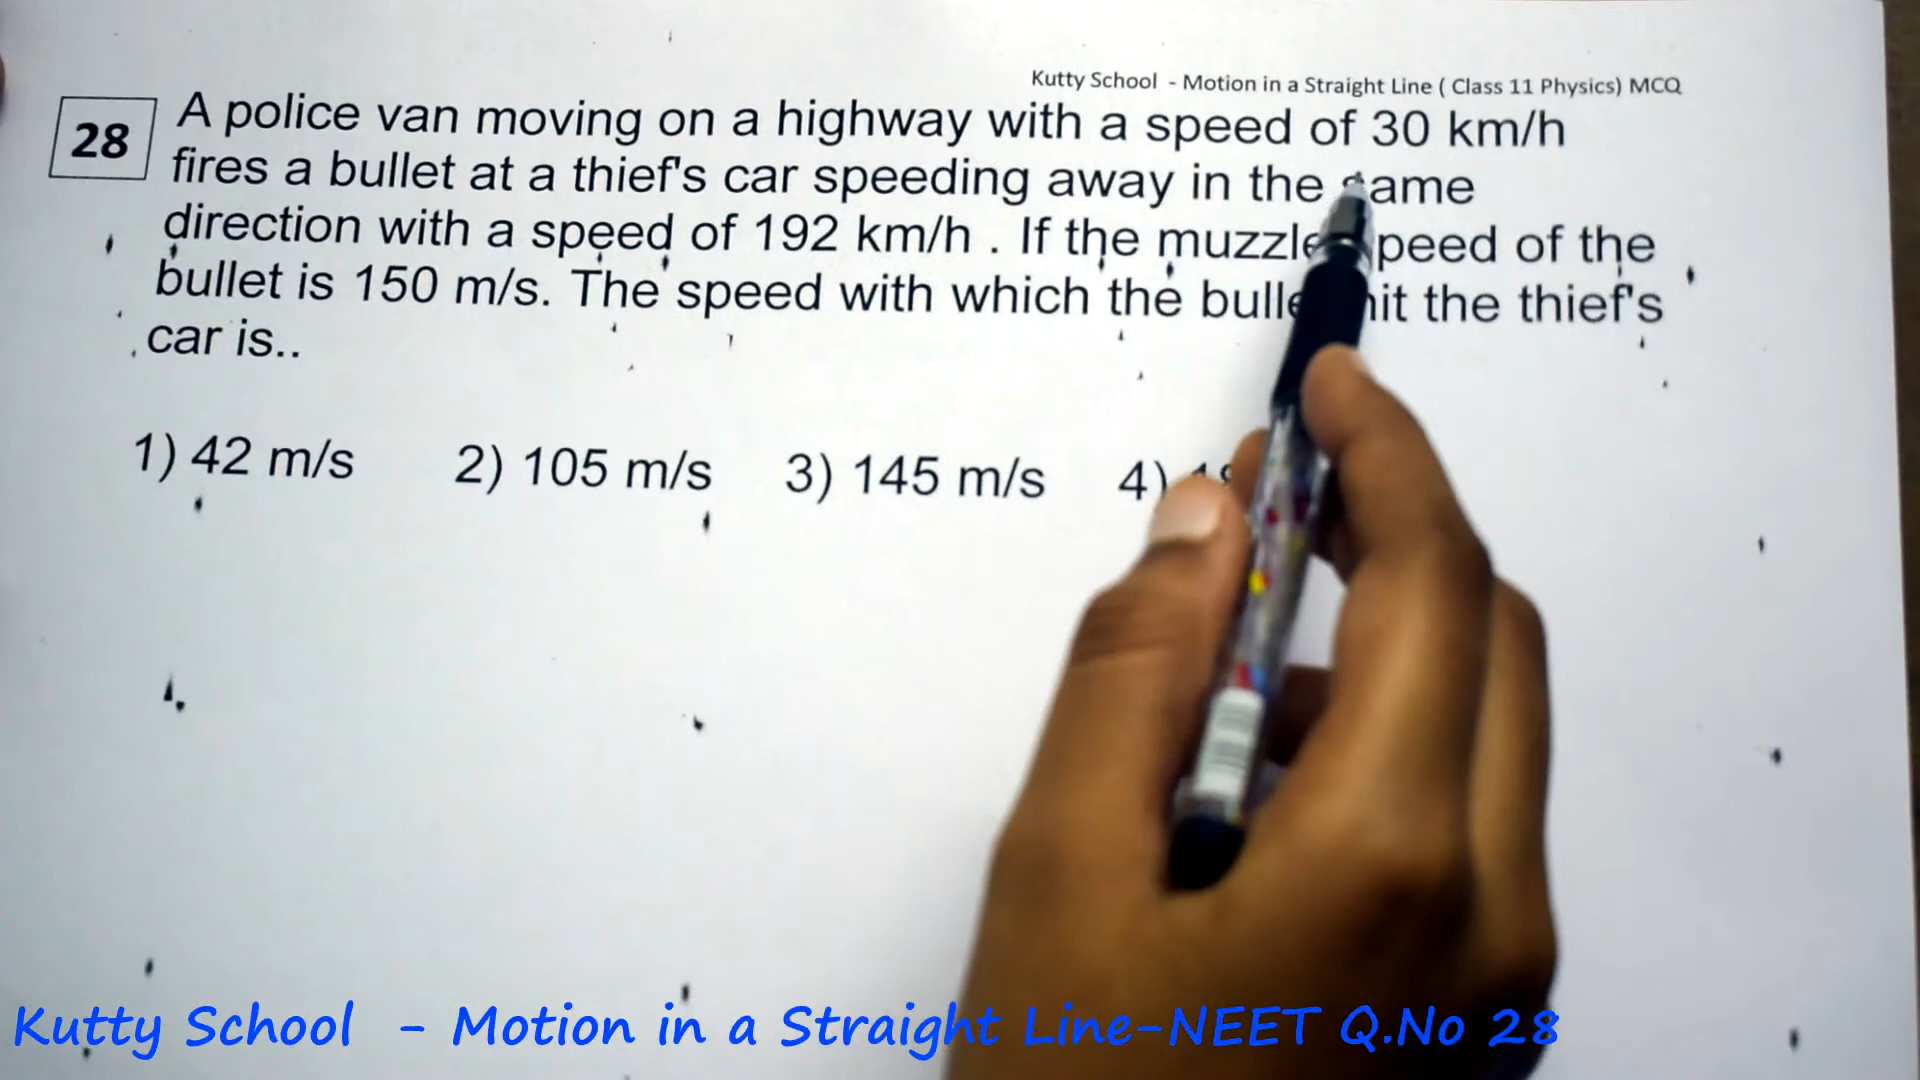 Kutty School - Motion in a Straight Line ( Class 11 Physics) MCQ
28
A police van moving on a highway with a speed of 30 km/h
fires a bullet at a thief's car speeding away in the same
direction with a speed of 192 km/h . If the muzzle speed of the
bullet is 150 m/s. The speed with which the hit the thief's
car is..
1) 42 m/s 2) 105 m/s 3) 145 m/s 4)
Kutty School - Motion in a Straight Line-NEET Q.No 28